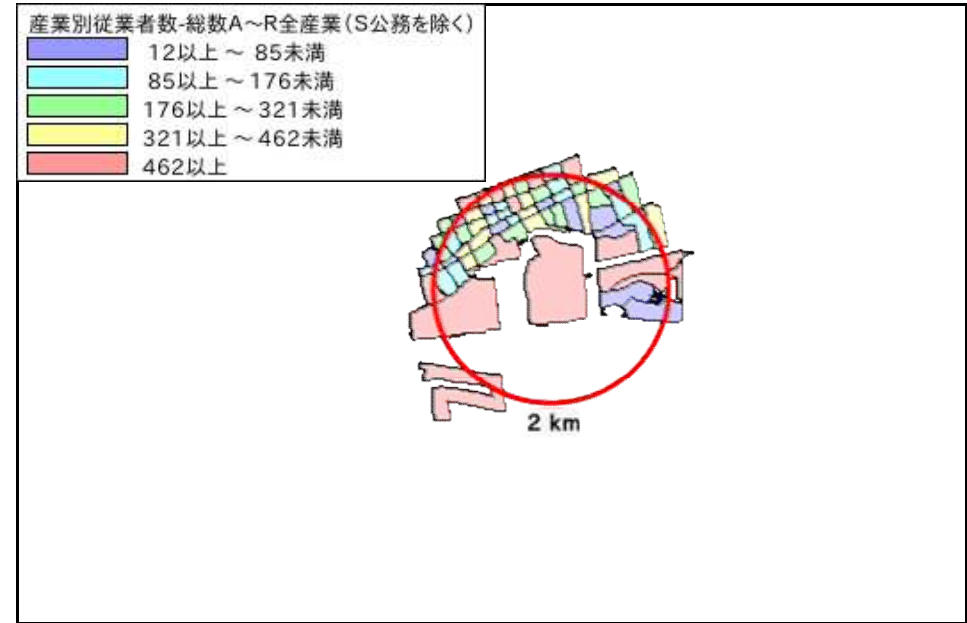 産業別従業者数-総数A～R全産業(S公務を除く)
12以上 ～ 85未満
85以上 ～ 176未満
176以上 ～ 321未満
321以上 ～ 462未満
462以上
2 km